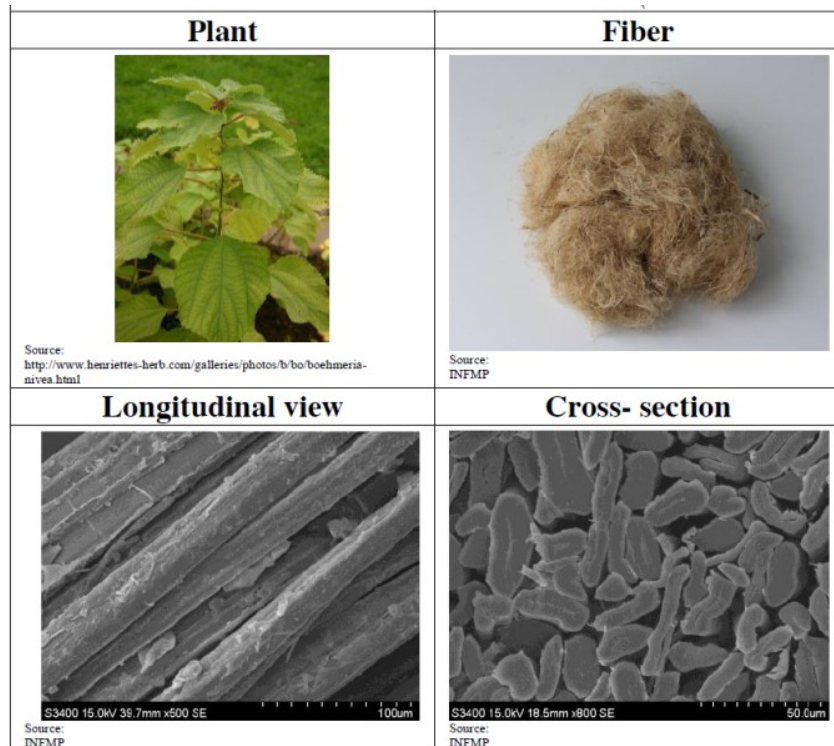 Plant
Fiber
Source:
http://www.henriettes-herb.com/galleries/photos/b/bo/boehmeria-
nivea.html
Source:
INFMP
Longitudinal view
Cross- section
S3400 15.0kV 39.7mm x500 SE
100um
S3400 15.0kV 18.5mm x800 SE
50.0um
Source:
INFMP
Source:
INFMP